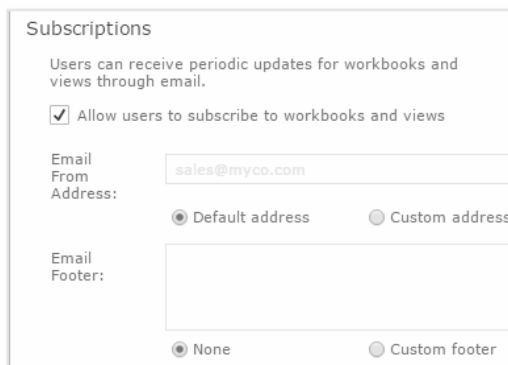 Subscriptions
Users can receive periodic updates for workbooks and
views through email.
Allow users to subscribe to workbooks and views
Email
From
Address:
sales@myco.com
Default address
Custom address
Email
Footer:
None
Custom footer